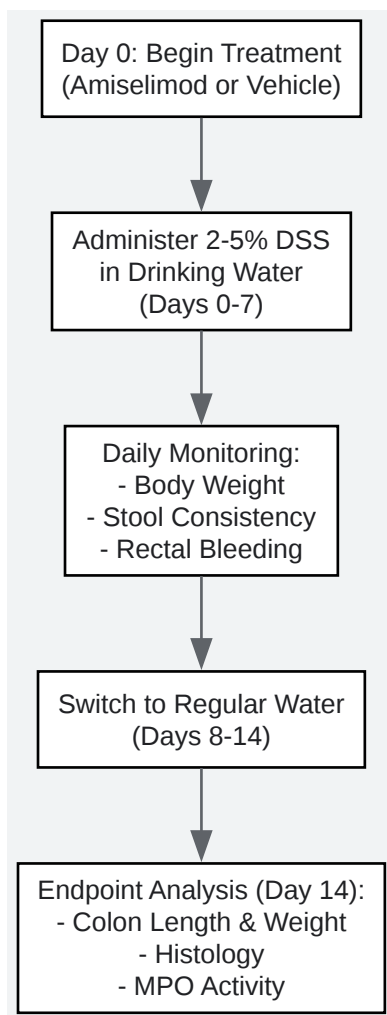 Day 0: Begin Treatment
(Amiselimod or Vehicle)
Administer 2-5% DSS
in Drinking Water
(Days 0-7)
Daily Monitoring:
- Body Weight
- Stool Consistency
- Rectal Bleeding
Switch to Regular Water
(Days 8-14)
Endpoint Analysis (Day 14):
- Colon Length & Weight
- Histology
- MPO Activity